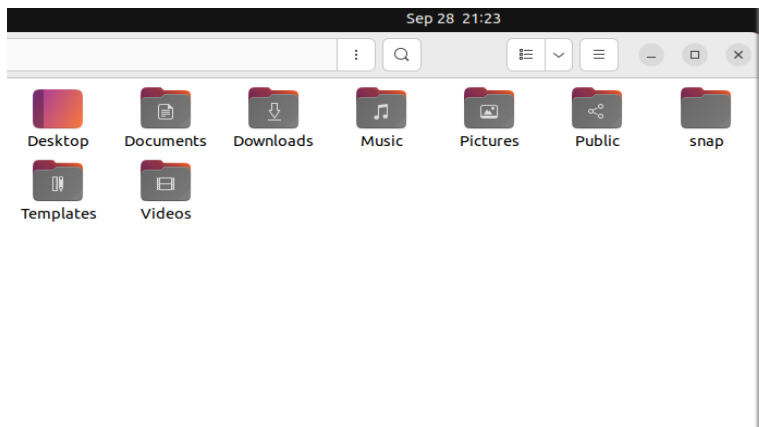 Sep 28 21:23
Desktop Documents Downloads Music Pictures Public snap
Templates Videos